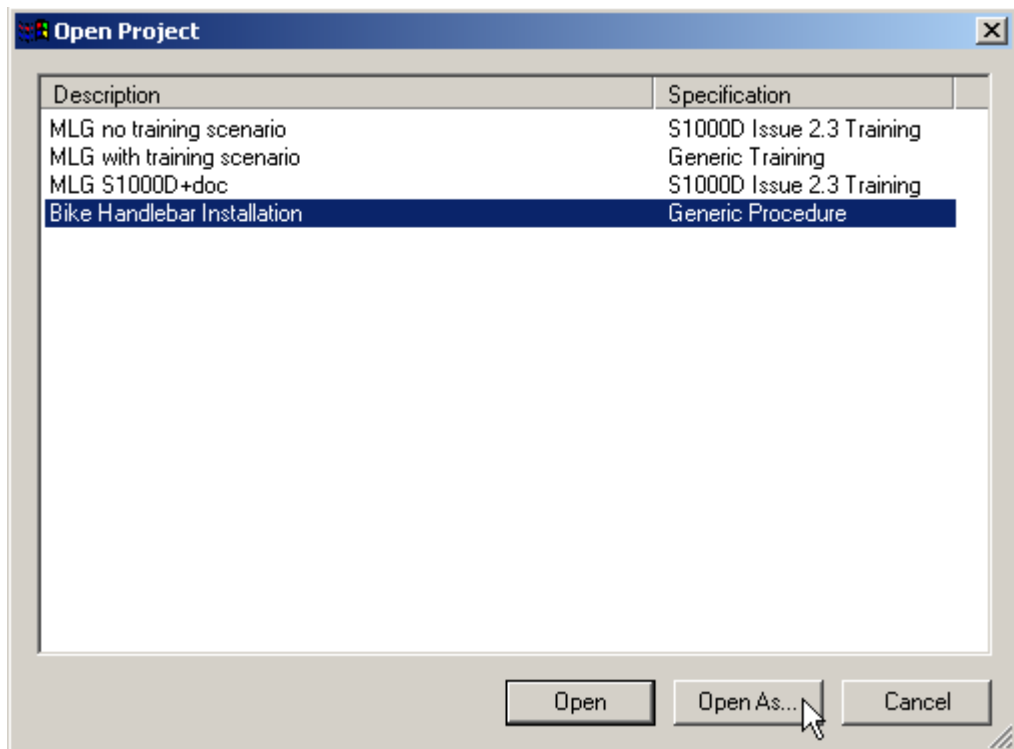 Open Project
Description Specification
MLG no training scenario S1000D Issue 2.3 Training
MLG with training scenario Generic Training
MLG S1000D+doc S1000D Issue 2.3 Training
Bike Handlebar Installation Generic Procedure
Open Open As... Cancel